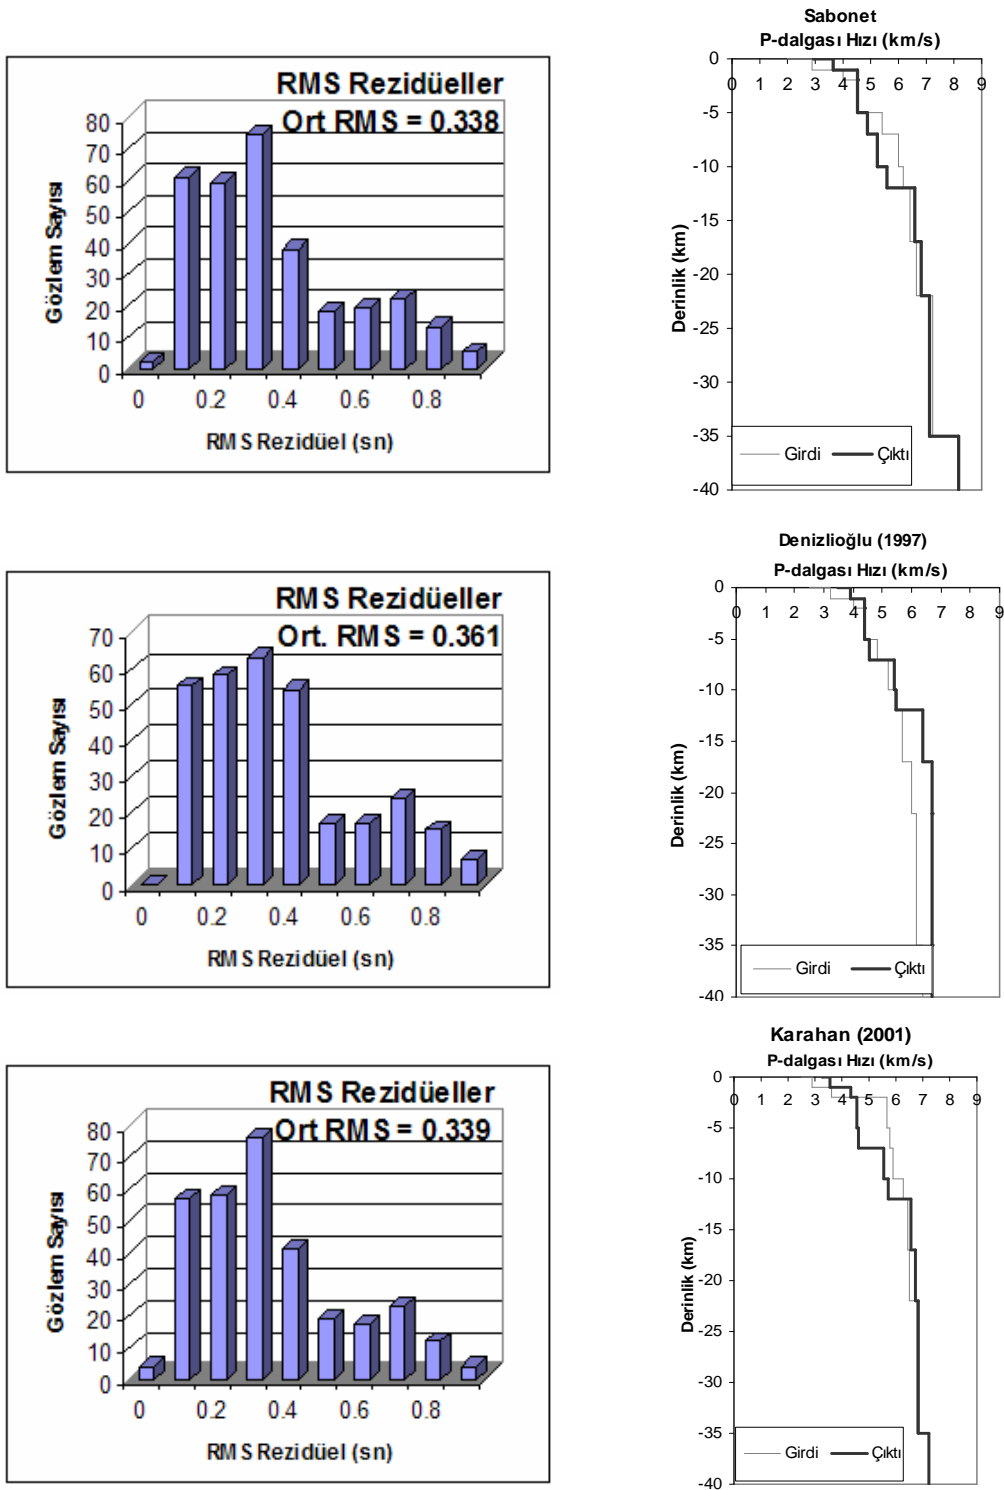 RMS Rezidüeller
Ort RMS = 0.338
80
70
60
50
40
30
20
10
0
Gözlem Sayısı
0 0.2 0.4 0.6 0.8
RMS Rezidüel (sn)
Sabonet
P-dalgası Hızı (km/s)
0 1 2 3 4 5 6 7 8 9
0
-5
-10
-15
-20
-25
-30
-35
-40
Derinlik (km)
Girdi Çıktı
RMS Rezidüeller
Ort. RMS = 0.361
70
60
50
40
30
20
10
0
Gözlem Sayısı
0 0.2 0.4 0.6 0.8
RMS Rezidüel (sn)
Denizlioğlu (1997)
P-dalgası Hızı (km/s)
0 1 2 3 4 5 6 7 8 9
0
-5
-10
-15
-20
-25
-30
-35
-40
Derinlik (km)
Girdi Çıktı
RMS Rezidüeller
Ort RMS = 0.339
80
70
60
50
40
30
20
10
0
Gözlem Sayısı
0 0.2 0.4 0.6 0.8
RMS Rezidüel (sn)
Karahan (2001)
P-dalgası Hızı (km/s)
0 1 2 3 4 5 6 7 8 9
0
-5
-10
-15
-20
-25
-30
-35
-40
Derinlik (km)
Girdi Çıktı